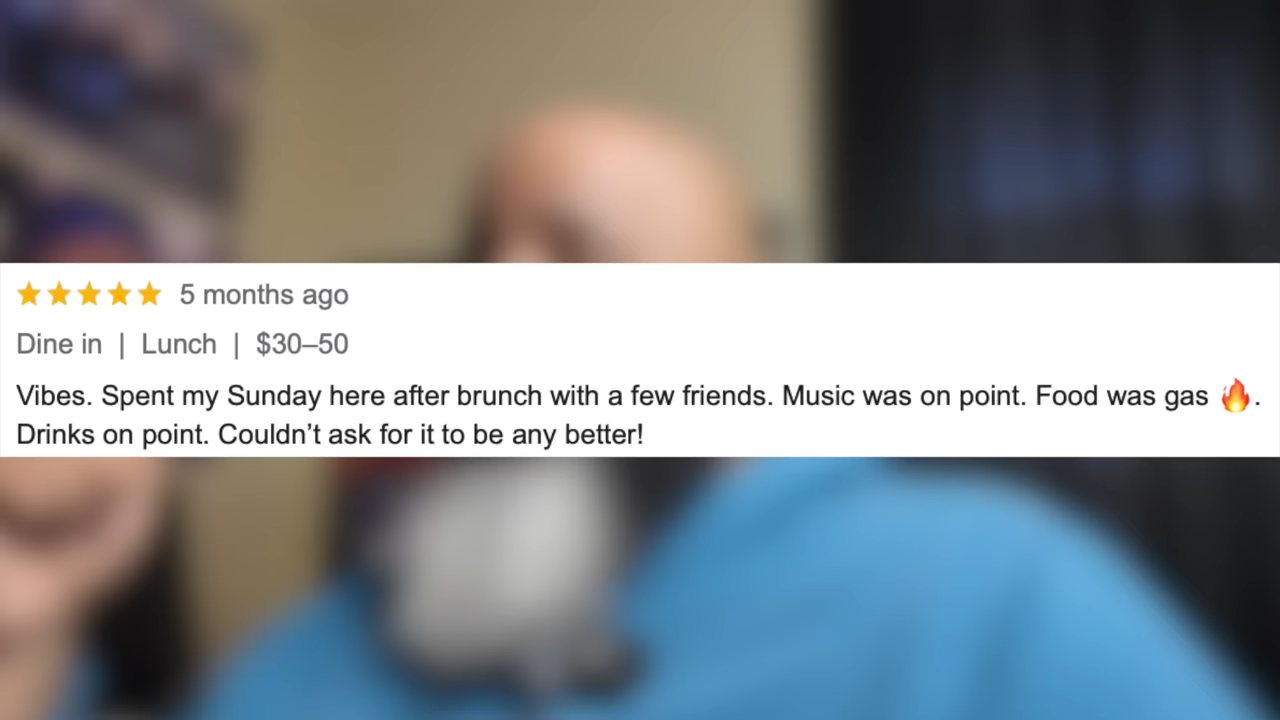 ★★★★★ 5 months ago
Dine in | Lunch | $30–50
Vibes. Spent my Sunday here after brunch with a few friends. Music was on point. Food was gas 🔥.
Drinks on point. Couldn’t ask for it to be any better!